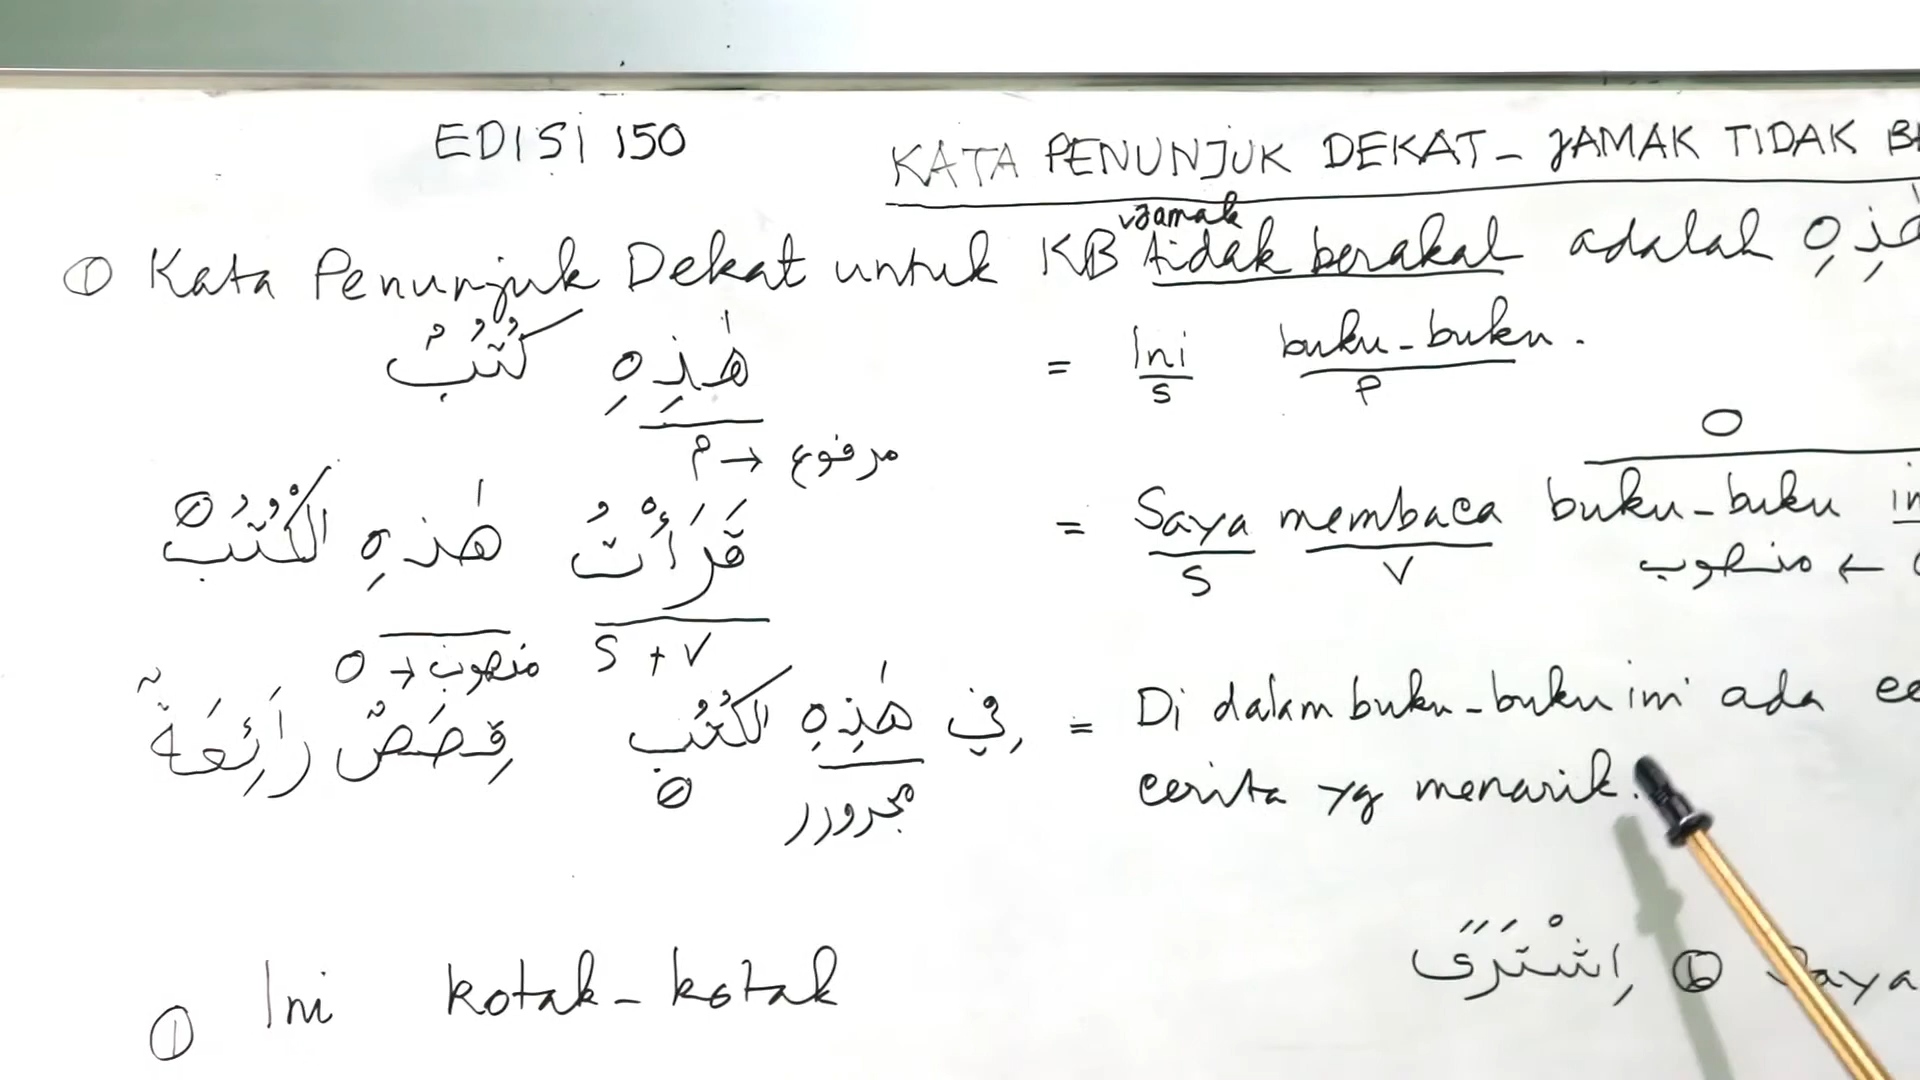 EDISI 150
KATA PENUNJUK DEKAT - JAMAK TIDAK
Jamak
① Kata Penunjuk Dekat untuk KB tidak berakal adalah هٰذِهِ
هٰذِهِ كُتُبٌ = Ini buku-buku.
S P
م → مرفوع
O
قَرَأْتُ هٰذِهِ الْكُتُبَ = Saya membaca buku-buku
S V منصوب ←
S + V
O → منصوب
فِي هٰذِهِ الْكُتُبِ قِصَصٌ رَائِعَةٌ = Di dalam buku-buku ini ada
cerita yg menarik.
مجرور
① Ini kotak-kotak
اِشْتَرَى ⑥ Saya